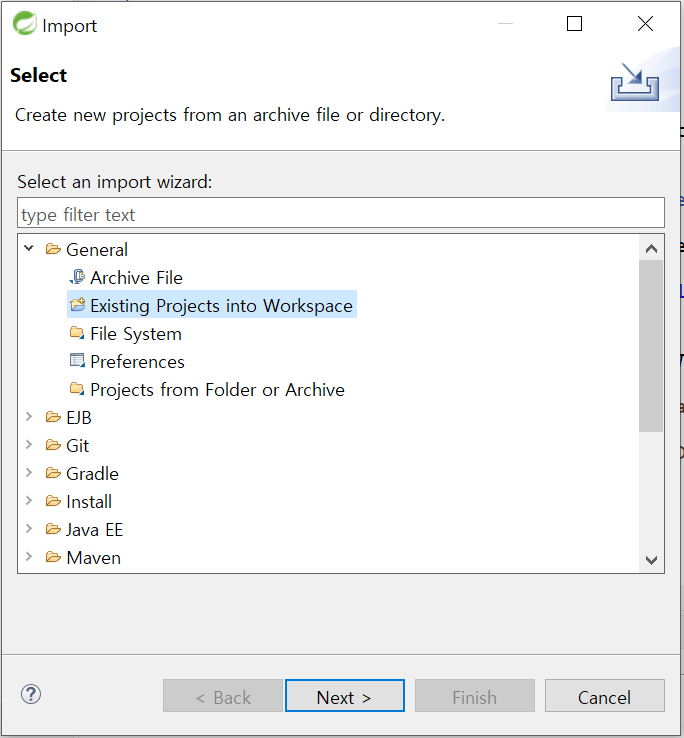 Import
Select
Create new projects from an archive file or directory.
Select an import wizard:
type filter text
General
Archive File
Existing Projects into Workspace
File System
Preferences
Projects from Folder or Archive
EJB
Git
Gradle
Install
Java EE
Maven
< Back
Next >
Finish
Cancel